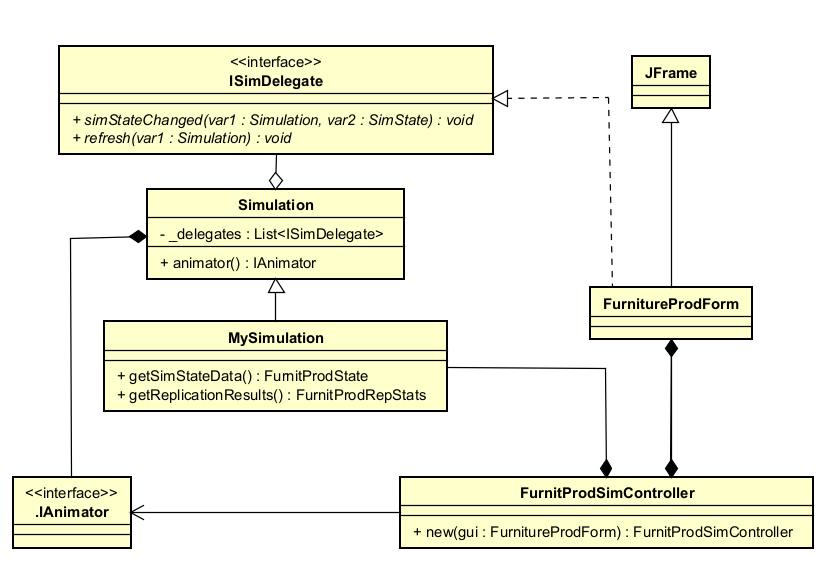 <<interface>>
ISimDelegate
+ simStateChanged(var1 : Simulation, var2 : SimState) : void
+ refresh(var1 : Simulation) : void
JFrame
Simulation
- _delegates : List<ISimDelegate>
+ animator() : IAnimator
FurnitureProdForm
MySimulation
+ getSimStateData() : FurnitProdState
+ getReplicationResults() : FurnitProdRepStats
<<interface>>
.IAnimator
FurnitProdSimController
+ new(gui : FurnitureProdForm) : FurnitProdSimController